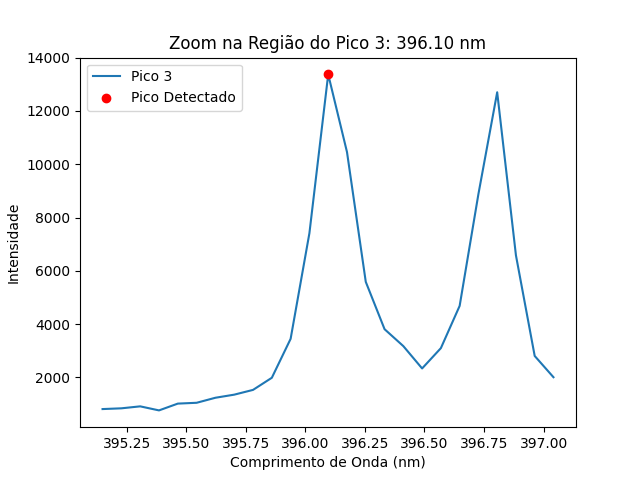 Zoom na Região do Pico 3: 396.10 nm
Pico 3
Pico Detectado
14000
12000
10000
8000
6000
4000
2000
Intensidade
395.25 395.50 395.75 396.00 396.25 396.50 396.75 397.00
Comprimento de Onda (nm)